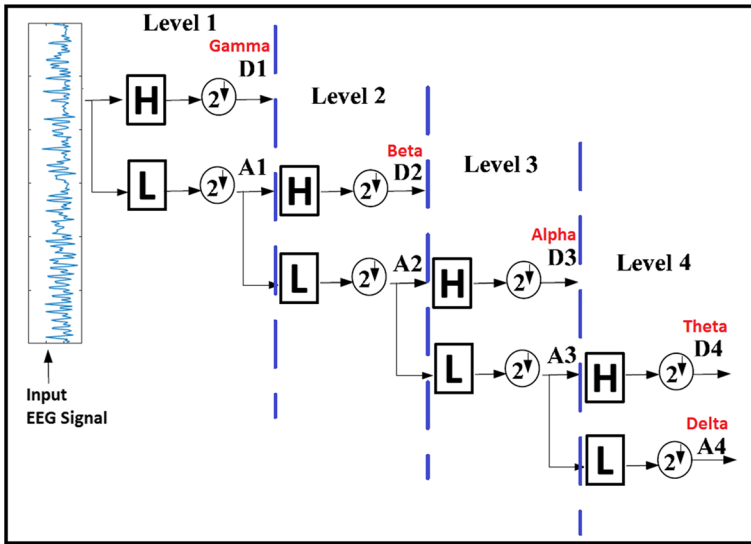 Level 1
Gamma
D1
H
2
L
2
A1
Level 2
Beta
D2
H
2
L
2
A2
Level 3
Alpha
D3
H
2
L
2
A3
Level 4
Theta
D4
H
2
Delta
A4
L
2
Input
EEG Signal